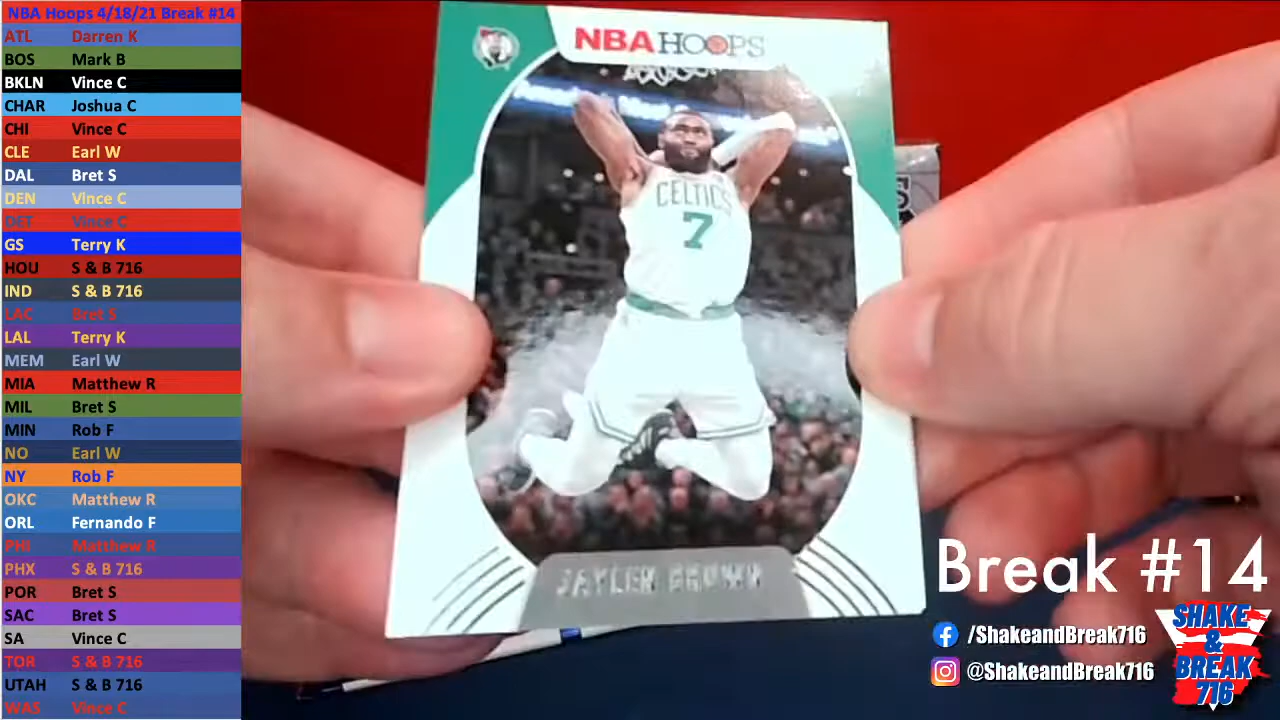 NBA Hoops 4/18/21 Break #14
ATL Darren K
BOS Mark B
BKLN Vince C
CHAR Joshua C
CHI Vince C
CLE Earl W
DAL Bret S
DEN Vince C
DET Vince C
GS Terry K
HOU S & B 716
IND S & B 716
LAC Bret S
LAL Terry K
MEM Earl W
MIA Matthew R
MIL Bret S
MIN Rob F
NO Earl W
NY Rob F
OKC Matthew R
ORL Fernando F
PHI Matthew R
PHX S & B 716
POR Bret S
SAC Bret S
SA Vince C
TOR S & B 716
UTAH S & B 716
WAS Vince C
NBA HOOPS
CELTICS
7
JAYLEN BROWN
Break #14
/ShakeandBreak716
@ShakeandBreak716
SHAKE
&
BREAK
716